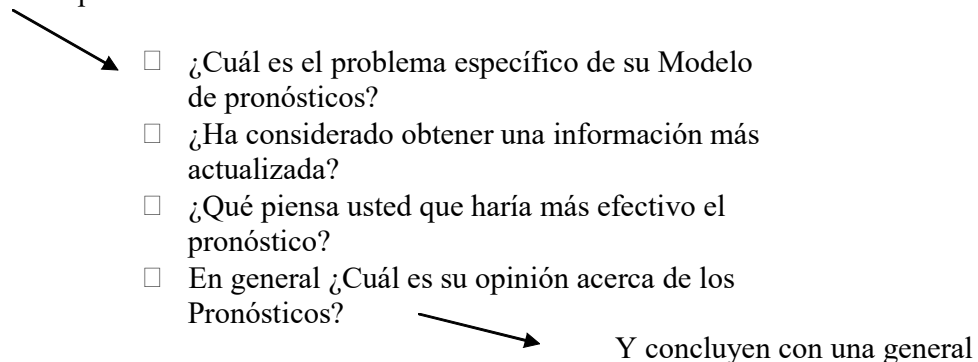 □ ¿Cuál es el problema específico de su Modelo
de pronósticos?
□ ¿Ha considerado obtener una información más
actualizada?
□ ¿Qué piensa usted que haría más efectivo el
pronóstico?
□ En general ¿Cuál es su opinión acerca de los
Pronósticos?
Y concluyen con una general